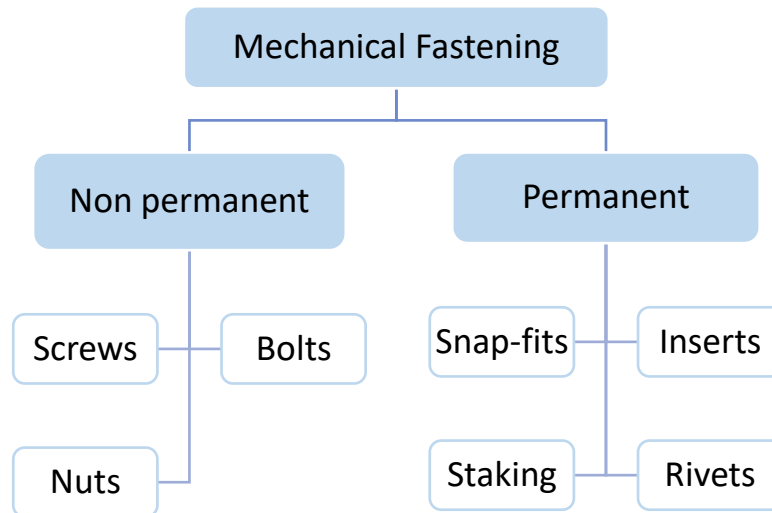 Mechanical Fastening
Non permanent
Permanent
Screws
Bolts
Snap-fits
Inserts
Nuts
Staking
Rivets